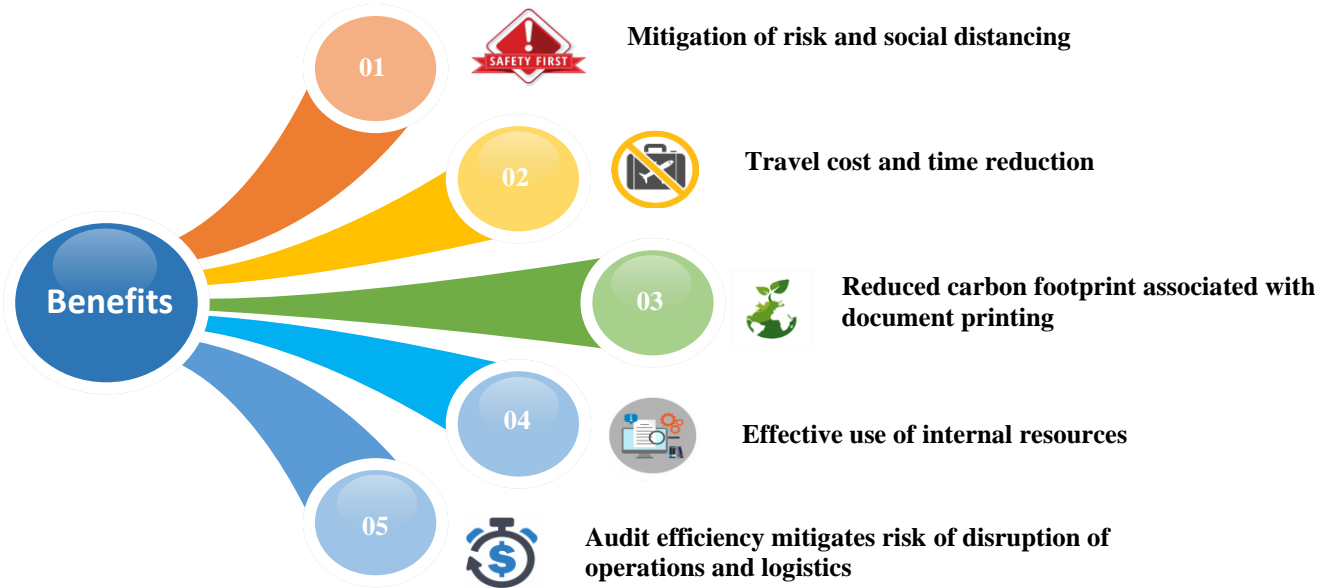 01
SAFETY FIRST
Mitigation of risk and social distancing
02
Travel cost and time reduction
Benefits
03
Reduced carbon footprint associated with
document printing
04
Effective use of internal resources
05
$
Audit efficiency mitigates risk of disruption of
operations and logistics